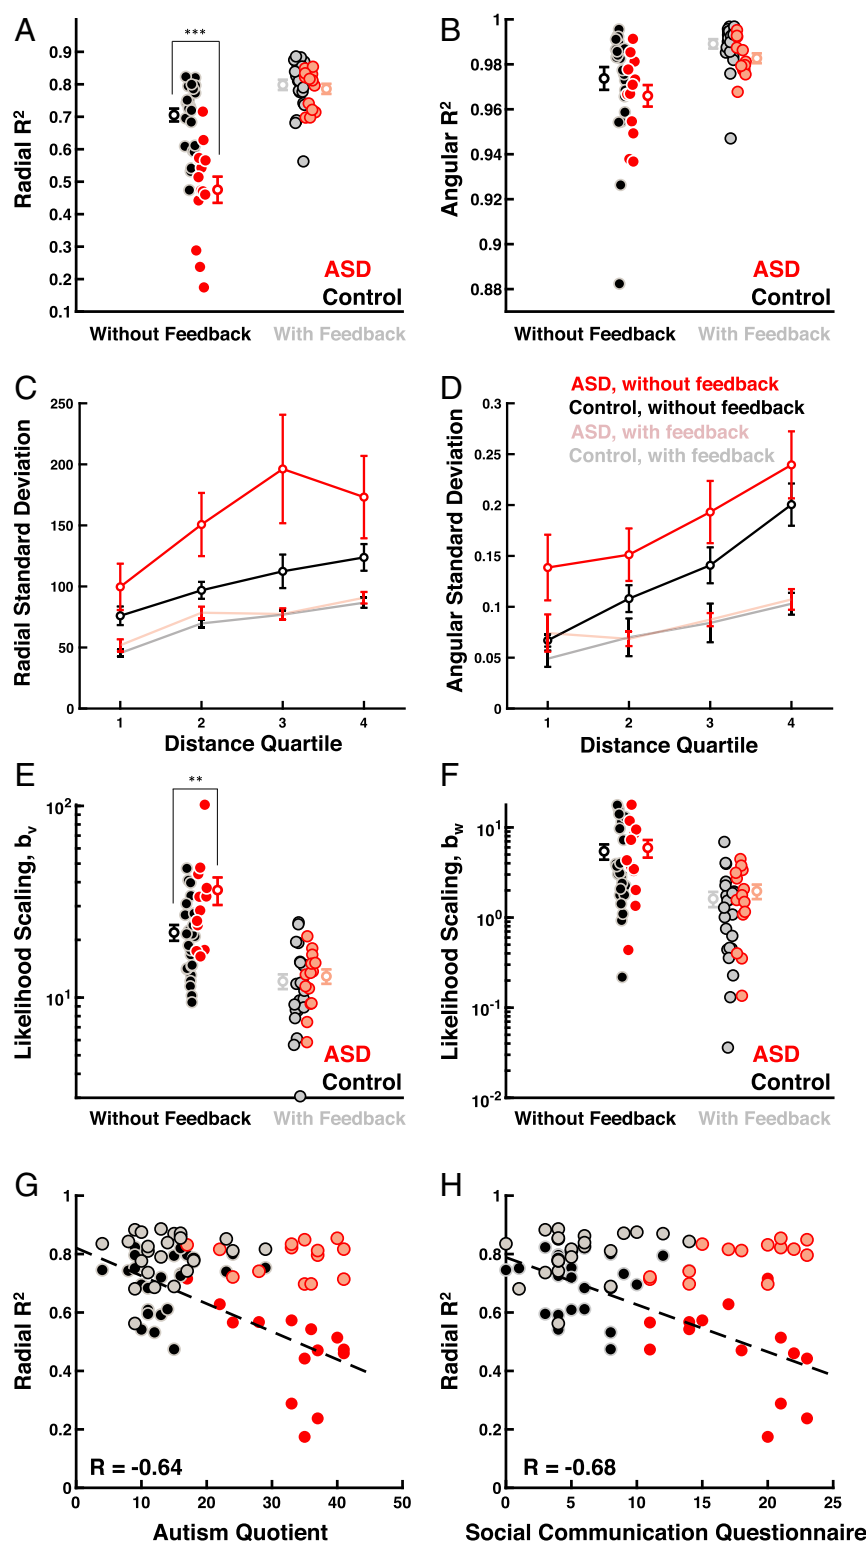 A
***
Radial R2
0.9
0.8
0.7
0.6
0.5
0.4
0.3
0.2
0.1
ASD
Control
Without Feedback
With Feedback
B
Angular R2
1
0.98
0.96
0.94
0.92
0.9
0.88
ASD
Control
Without Feedback
With Feedback
C
Radial Standard Deviation
250
200
150
100
50
0
1 2 3 4
Distance Quartile
D
ASD, without feedback
Control, without feedback
ASD, with feedback
Control, with feedback
Angular Standard Deviation
0.3
0.25
0.2
0.15
0.1
0.05
0
1 2 3 4
Distance Quartile
E
**
Likelihood Scaling, bv
102
101
ASD
Control
Without Feedback
With Feedback
F
Likelihood Scaling, bw
101
100
10-1
10-2
ASD
Control
Without Feedback
With Feedback
G
Radial R2
1
0.8
0.6
0.4
0.2
0
R = -0.64
0 10 20 30 40 50
Autism Quotient
H
Radial R2
1
0.8
0.6
0.4
0.2
0
R = -0.68
0 5 10 15 20 25
Social Communication Questionnaire